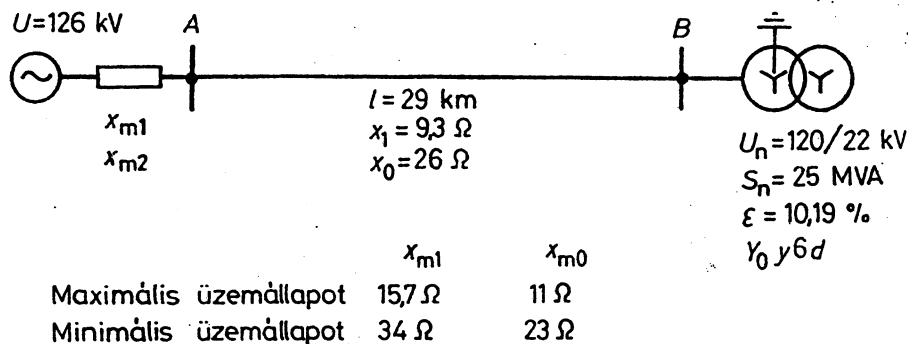 U=126 kV
A
B
~
x_m1
x_m2
l = 29 km
x_1 = 9,3 Ω
x_0 = 26 Ω
U_n = 120/22 kV
S_n = 25 MVA
ε = 10,19 %
Y_0 y6d
x_m1 x_m0
Maximális üzemállapot 15,7 Ω 11 Ω
Minimális üzemállapot 34 Ω 23 Ω